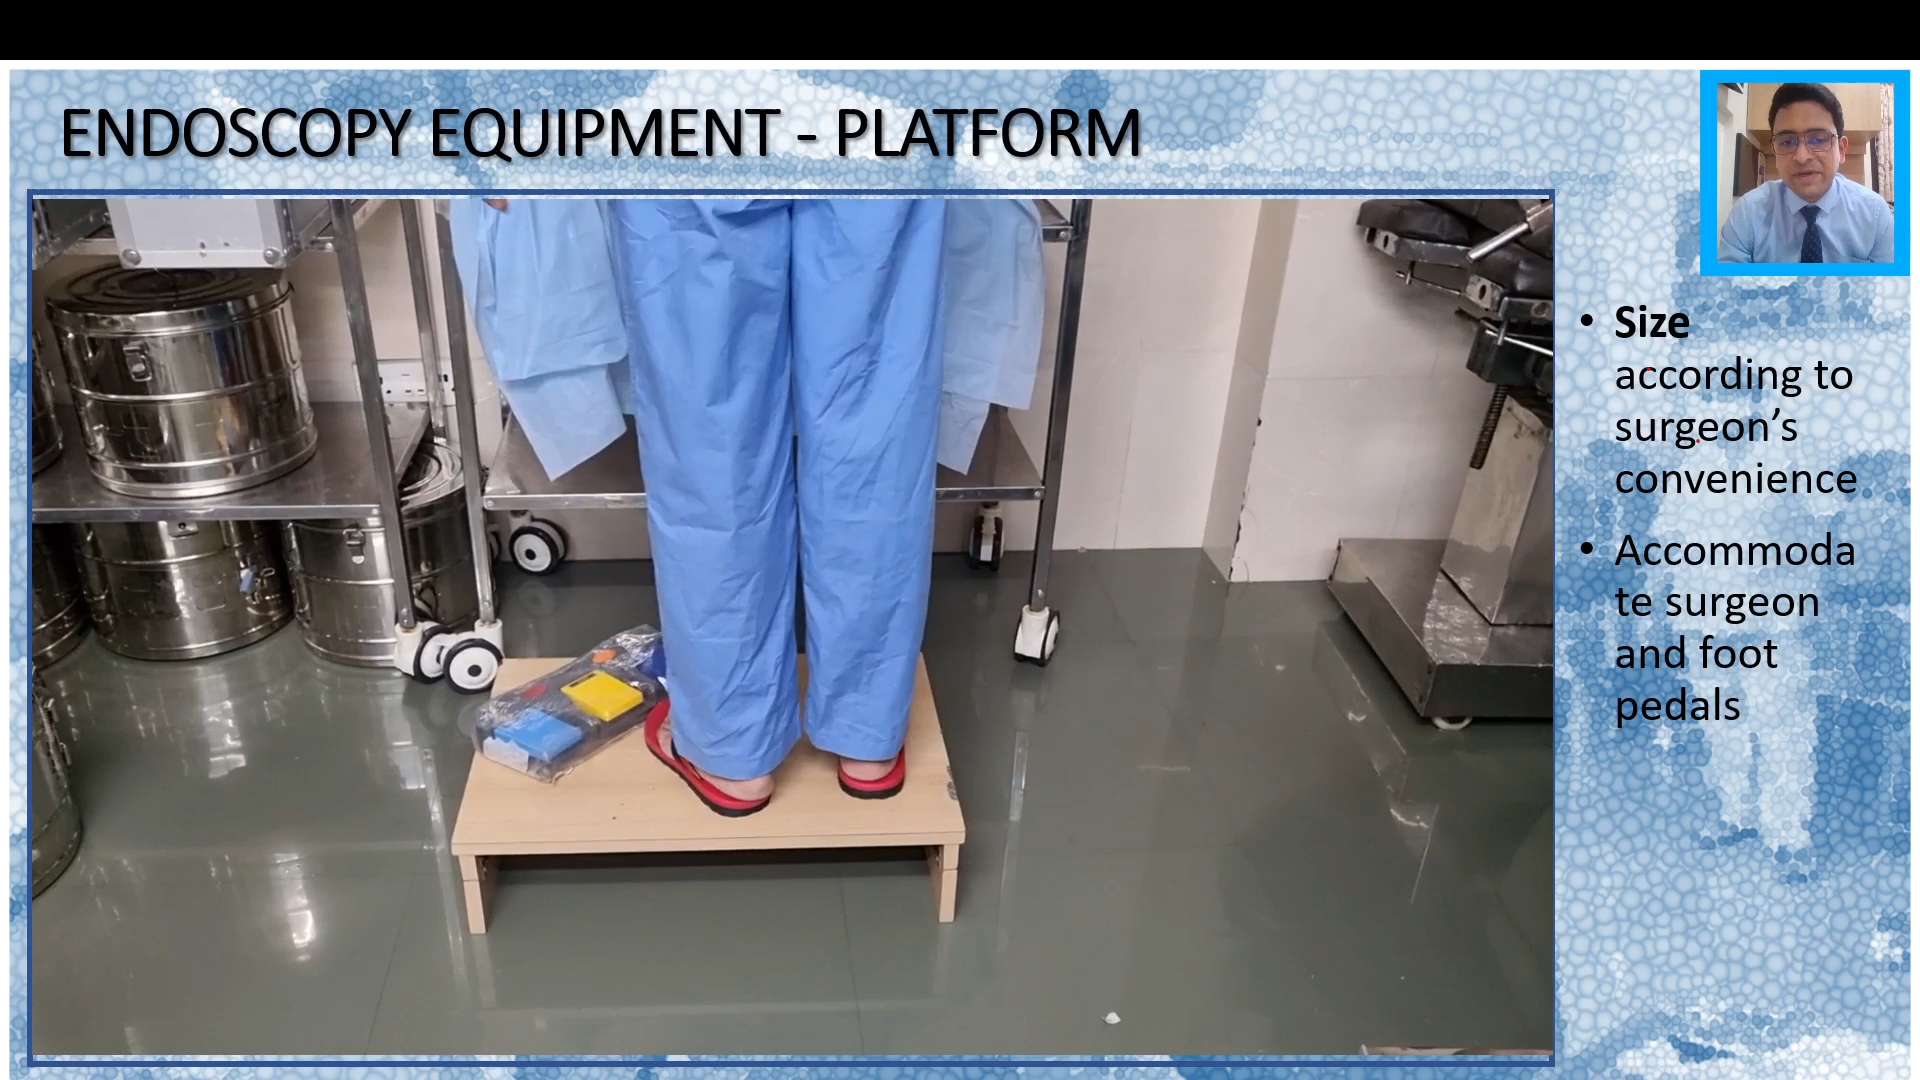 ENDOSCOPY EQUIPMENT - PLATFORM
• Size
according to
surgeon’s
convenience
• Accommoda
te surgeon
and foot
pedals